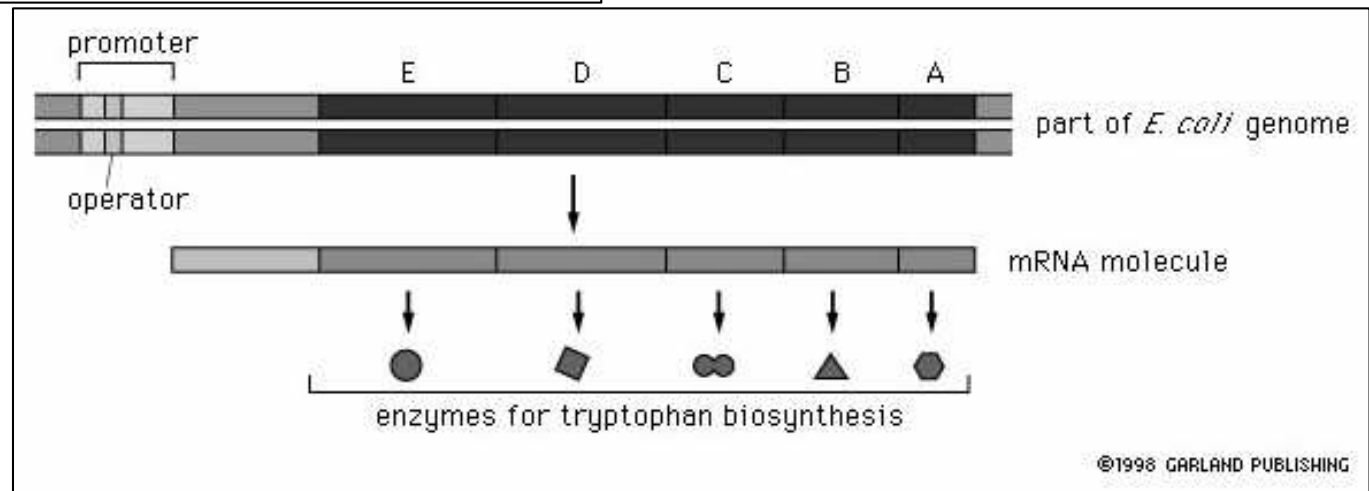 promoter
E D C B A
part of E. coli genome
operator
mRNA molecule
enzymes for tryptophan biosynthesis
©1998 GARLAND PUBLISHING